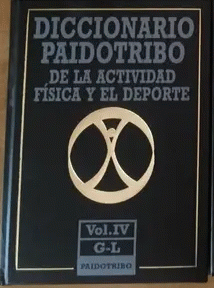 DICCIONARIO
PAIDOTRIBO
DE LA ACTIVIDAD
FÍSICA Y EL DEPORTE
Vol. IV
G-L
PAIDOTRIBO